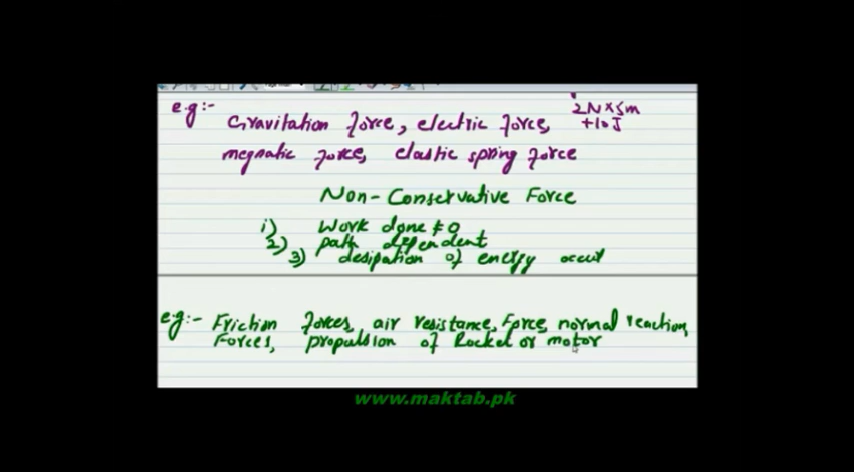 e.g:-
Gravitation force, electric force,
2N×5m
+10J
megnatic force, elastic spring force
Non-Conservative Force
i) work done ≠ 0
2) path dependent
3) desipation of energy occur
e.g:- Friction forces, air resistance, Force, normal reaction,
Forces, propulsion of Rocket or motor
www.maktab.pk